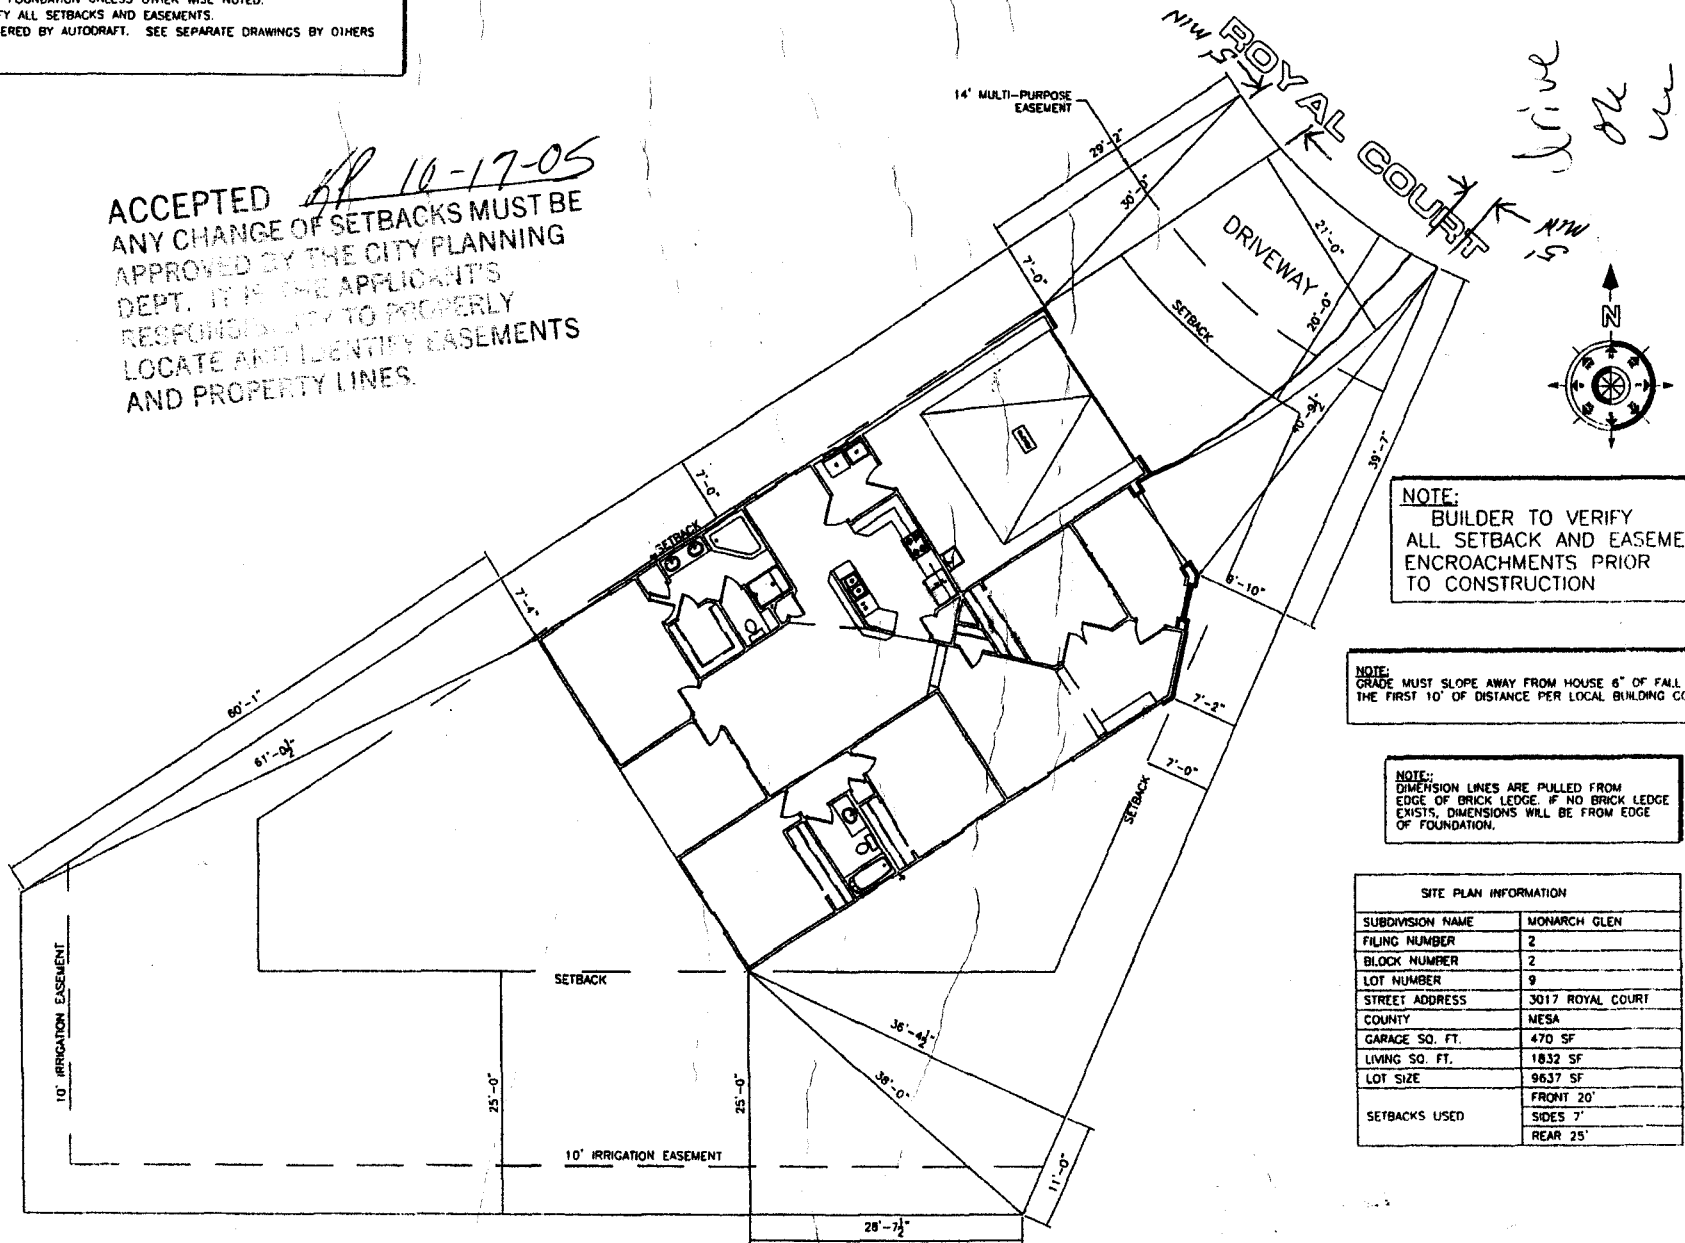 FOUNDATION UNLESS OTHER WISE NOTED.
FY ALL SETBACKS AND EASEMENTS.
ERED BY AUTODRAFT. SEE SEPARATE DRAWINGS BY OTHERS
ACCEPTED 10-17-05
ANY CHANGE OF SETBACKS MUST BE
APPROVED BY THE CITY PLANNING
DEPT. IT IS THE APPLICANT'S
RESPONSIBILITY TO PROPERLY
LOCATE AND IDENTIFY EASEMENTS
AND PROPERTY LINES.
14' MULTI-PURPOSE
EASEMENT
ROYAL COURT
MIN 5'
MIN
5'
Drive
OK
29'-2"
30'-0"
7'-0"
DRIVEWAY
21'-0"
20'-0"
SETBACK
40'-9½"
39'-7"
N
7'-0"
SETBACK
7'-4"
60'-1"
61'-0½"
8'-10"
7'-2"
7'-0"
SETBACK
NOTE:
BUILDER TO VERIFY
ALL SETBACK AND EASEME
ENCROACHMENTS PRIOR
TO CONSTRUCTION
NOTE:
GRADE MUST SLOPE AWAY FROM HOUSE 6" OF FALL
THE FIRST 10' OF DISTANCE PER LOCAL BUILDING CO
NOTE:
DIMENSION LINES ARE PULLED FROM
EDGE OF BRICK LEDGE. IF NO BRICK LEDGE
EXISTS, DIMENSIONS WILL BE FROM EDGE
OF FOUNDATION.
SITE PLAN INFORMATION
SUBDIVISION NAME MONARCH GLEN
FILING NUMBER 2
BLOCK NUMBER 2
LOT NUMBER 9
STREET ADDRESS 3017 ROYAL COURT
COUNTY MESA
GARAGE SQ. FT. 470 SF
LIVING SQ. FT. 1832 SF
LOT SIZE 9637 SF
SETBACKS USED FRONT 20'
SIDES 7'
REAR 25'
10' IRRIGATION EASEMENT
SETBACK
25'-0"
25'-0"
36'-4½"
38'-0"
10' IRRIGATION EASEMENT
11'-0"
28'-7½"